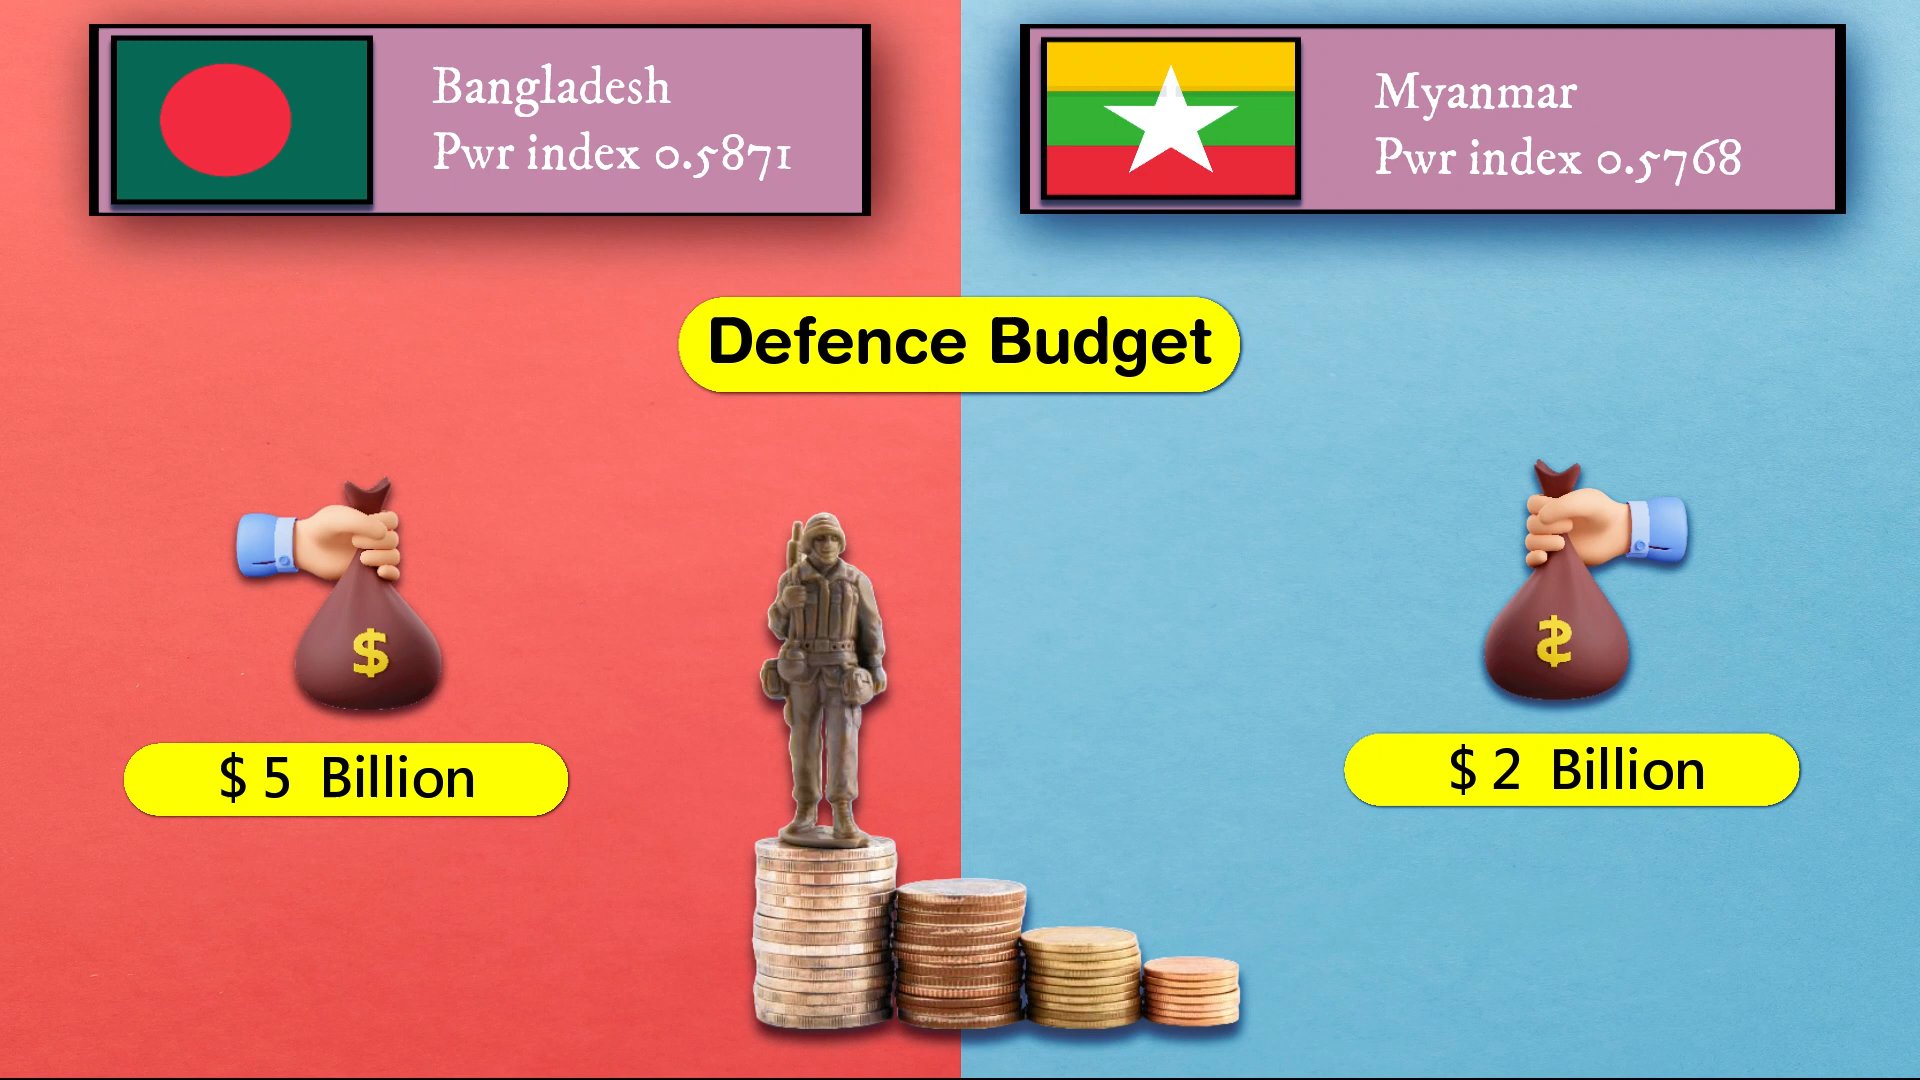 Bangladesh
Pwr index 0.5871
Myanmar
Pwr index 0.5768
Defence Budget
$
$
$ 5 Billion
$ 2 Billion